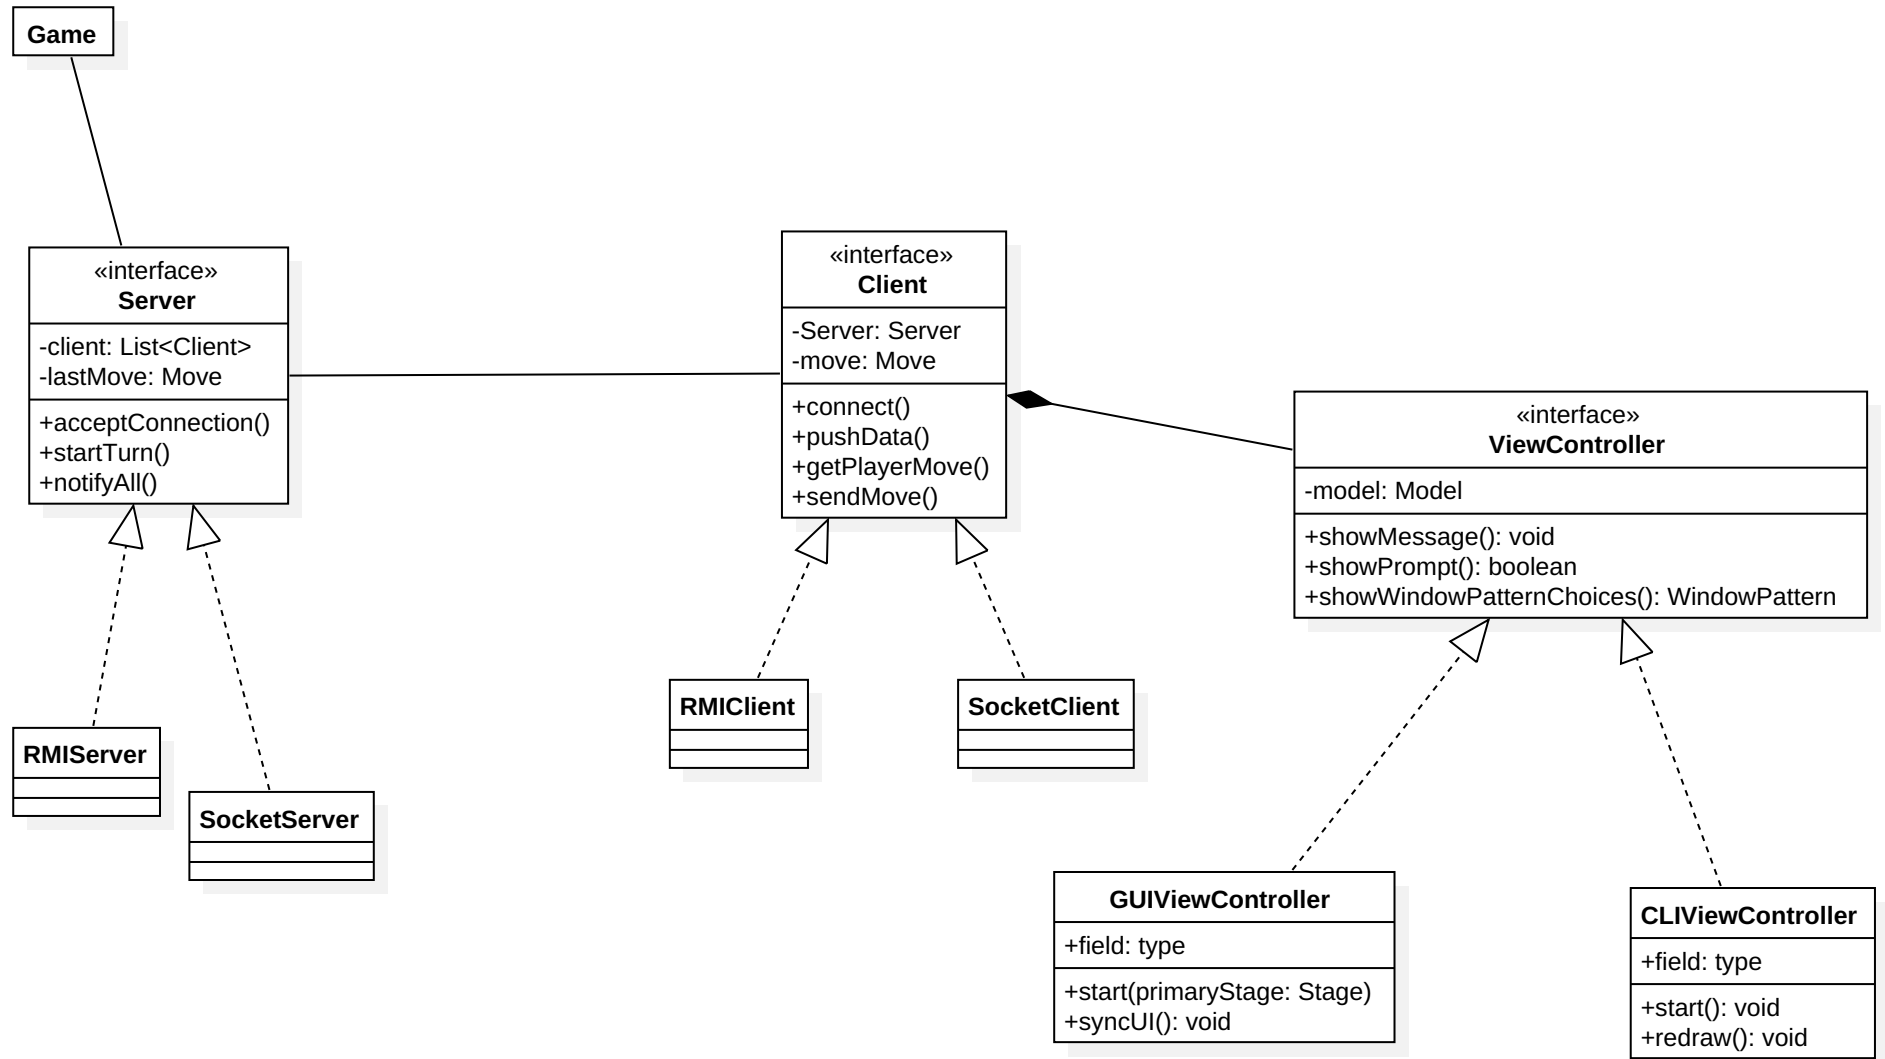 Game
«interface»
Server
-client: List<Client>
-lastMove: Move
+acceptConnection()
+startTurn()
+notifyAll()
«interface»
Client
-Server: Server
-move: Move
+connect()
+pushData()
+getPlayerMove()
+sendMove()
«interface»
ViewController
-model: Model
+showMessage(): void
+showPrompt(): boolean
+showWindowPatternChoices(): WindowPattern
RMIServer
SocketServer
RMIClient
SocketClient
GUIViewController
+field: type
+start(primaryStage: Stage)
+syncUI(): void
CLIViewController
+field: type
+start(): void
+redraw(): void